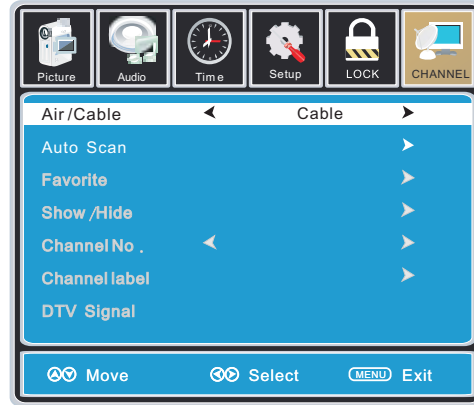 Picture Audio Time Setup LOCK CHANNEL
Air/Cable Cable
Auto Scan
Favorite
Show/Hide
Channel No.
Channel label
DTV Signal
Move Select MENU Exit